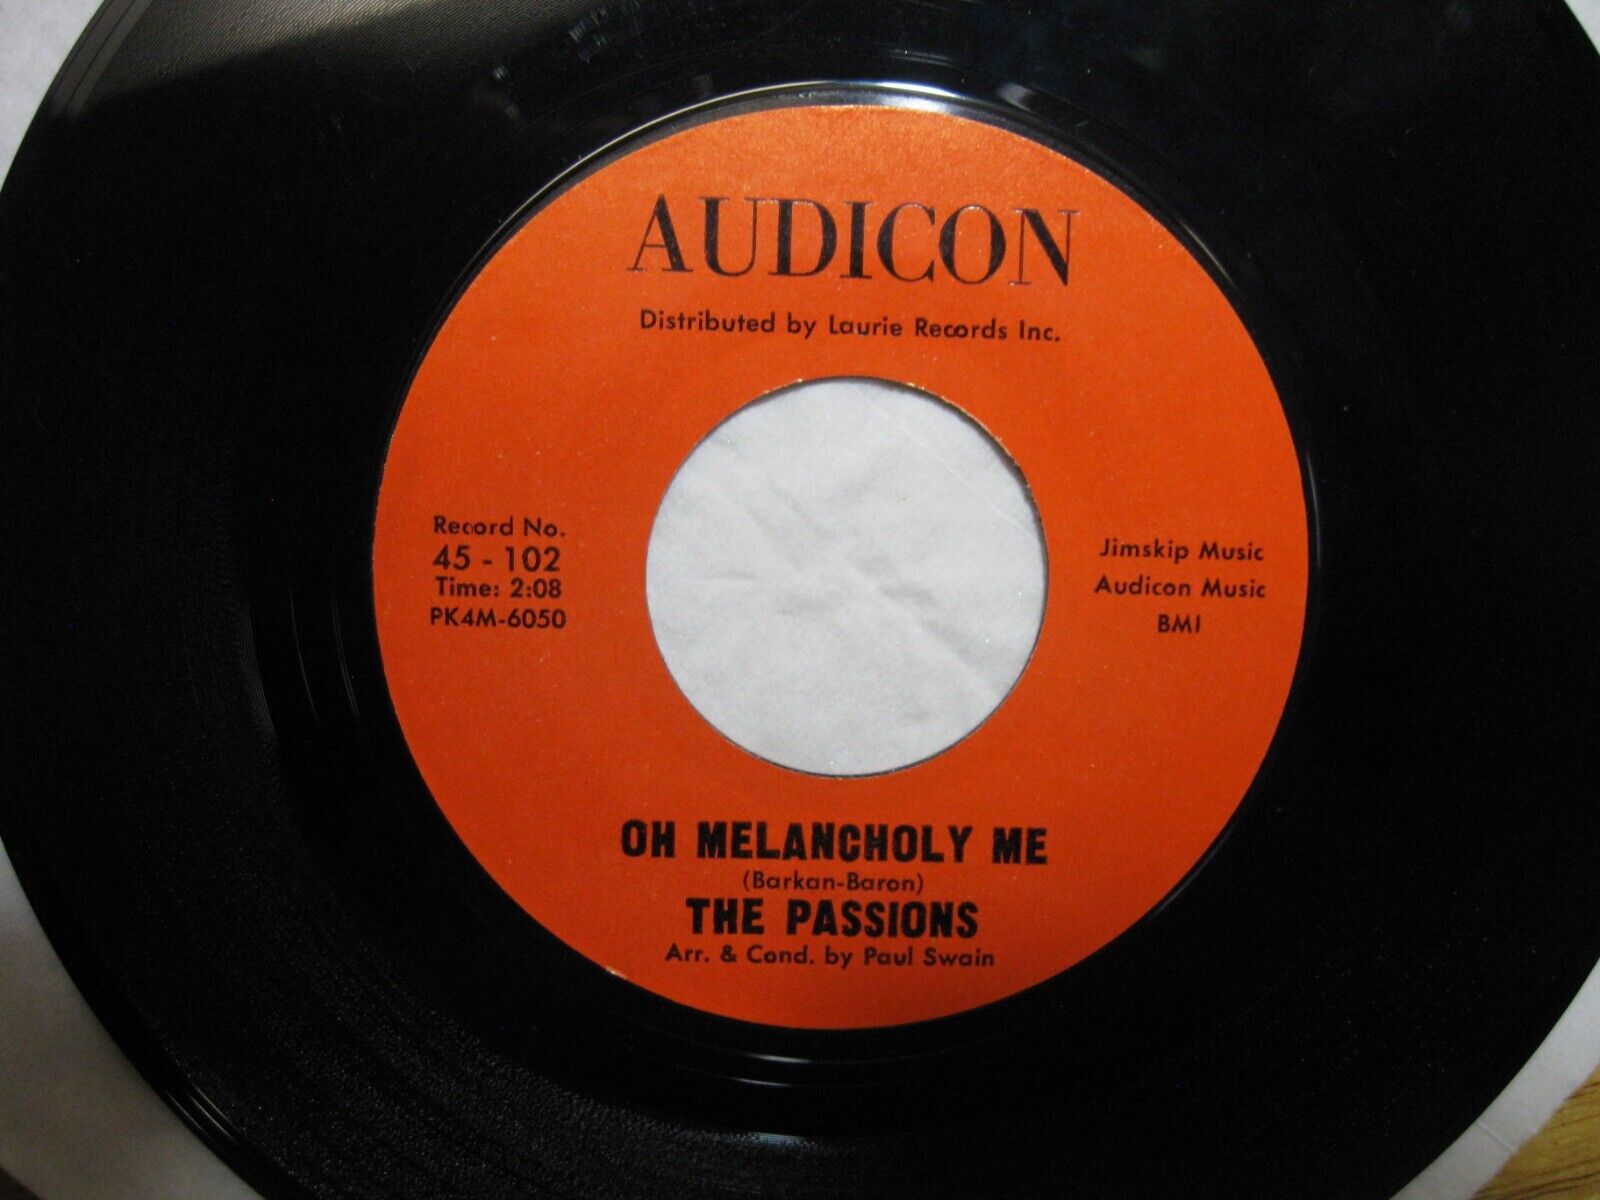 AUDICON
Distributed by Laurie Records Inc.
Record No.
45 - 102
Time: 2:08
PK4M-6050
Jimskip Music
Audicon Music
BMI
OH MELANCHOLY ME
(Barkan-Baron)
THE PASSIONS
Arr. & Cond. by Paul Swain